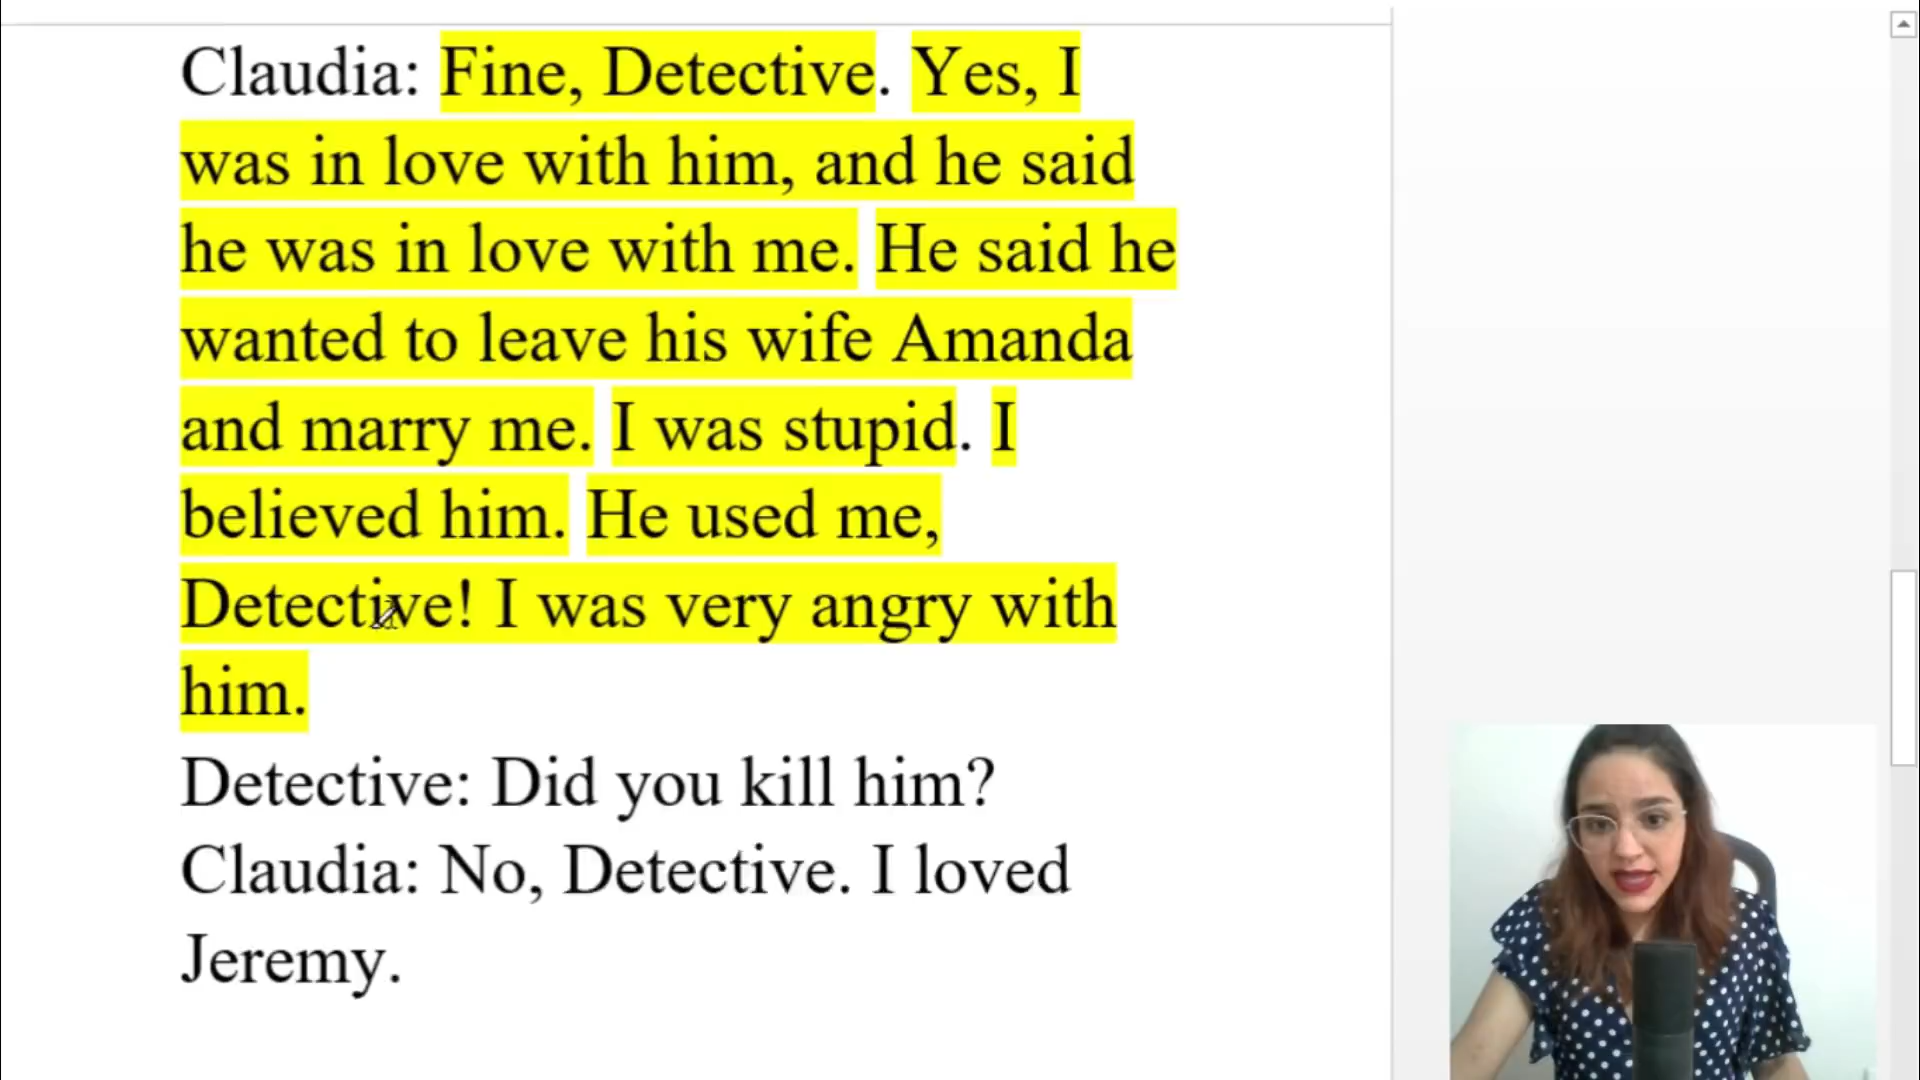 Claudia: Fine, Detective. Yes, I
was in love with him, and he said
he was in love with me. He said he
wanted to leave his wife Amanda
and marry me. I was stupid. I
believed him. He used me,
Detective! I was very angry with
him.
Detective: Did you kill him?
Claudia: No, Detective. I loved
Jeremy.